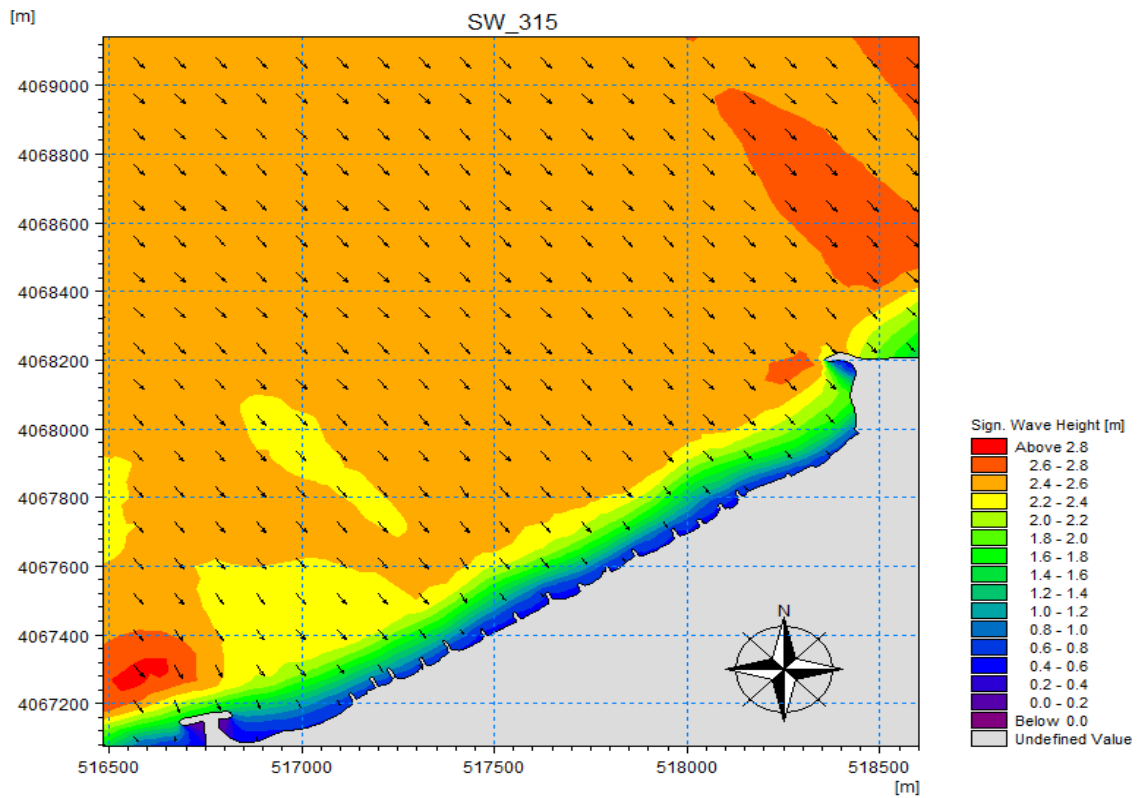 [m]
SW_315
4069000
4068800
4068600
4068400
4068200
4068000
4067800
4067600
4067400
4067200
516500 517000 517500 518000 518500
[m]
N
Sign. Wave Height [m]
Above 2.8
2.6 - 2.8
2.4 - 2.6
2.2 - 2.4
2.0 - 2.2
1.8 - 2.0
1.6 - 1.8
1.4 - 1.6
1.2 - 1.4
1.0 - 1.2
0.8 - 1.0
0.6 - 0.8
0.4 - 0.6
0.2 - 0.4
0.0 - 0.2
Below 0.0
Undefined Value